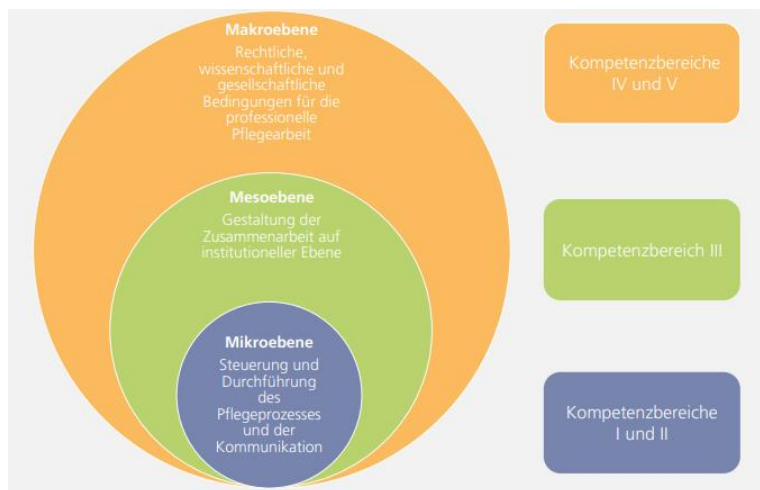 Makroebene
Rechtliche,
wissenschaftliche und
gesellschaftliche
Bedingungen für die
professionelle
Pflegearbeit
Kompetenzbereiche
IV und V
Mesoebene
Gestaltung der
Zusammenarbeit auf
institutioneller Ebene
Kompetenzbereich III
Mikroebene
Steuerung und
Durchführung
des
Pflegeprozesses
und der
Kommunikation
Kompetenzbereiche
I und II